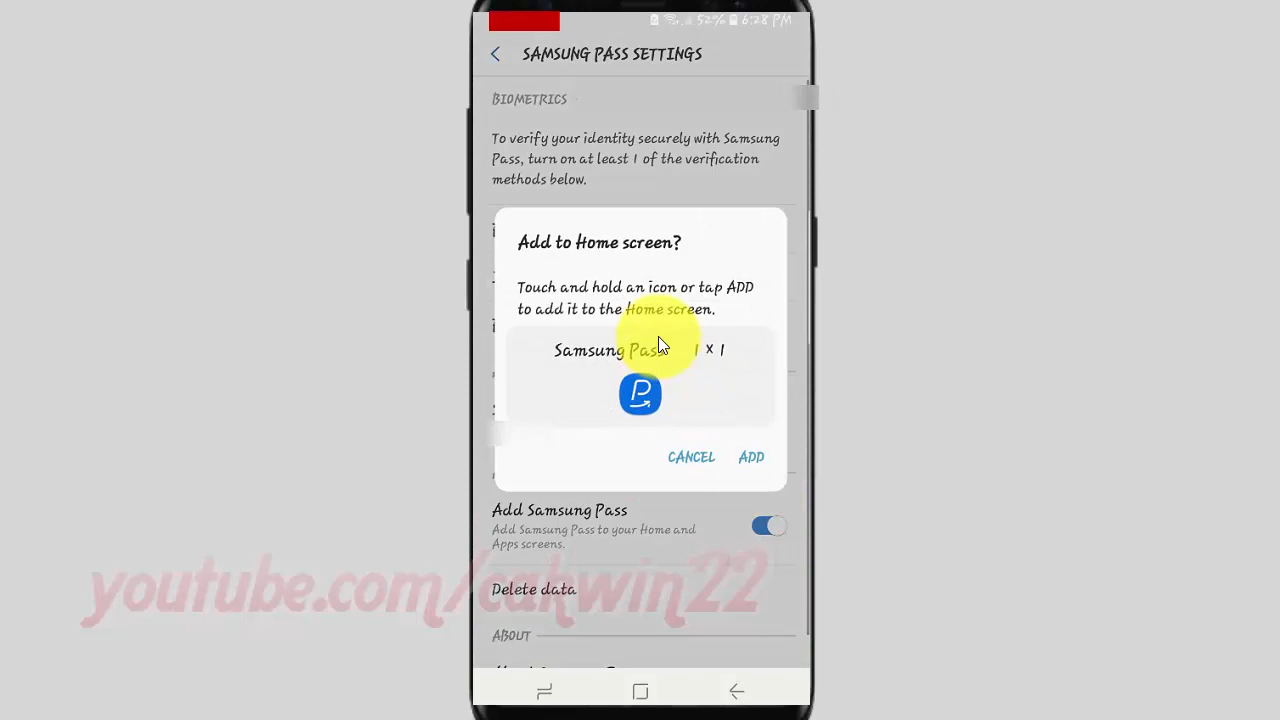 52% 6:28 PM
SAMSUNG PASS SETTINGS
BIOMETRICS
To verify your identity securely with Samsung
Pass, turn on at least 1 of the verification
methods below.
Add to Home screen?
Touch and hold an icon or tap ADD
to add it to the Home screen.
Samsung Pass 1 × 1
P
CANCEL ADD
Add Samsung Pass
Add Samsung Pass to your Home and
Apps screens.
youtube.com/cakwin22
Delete data
ABOUT